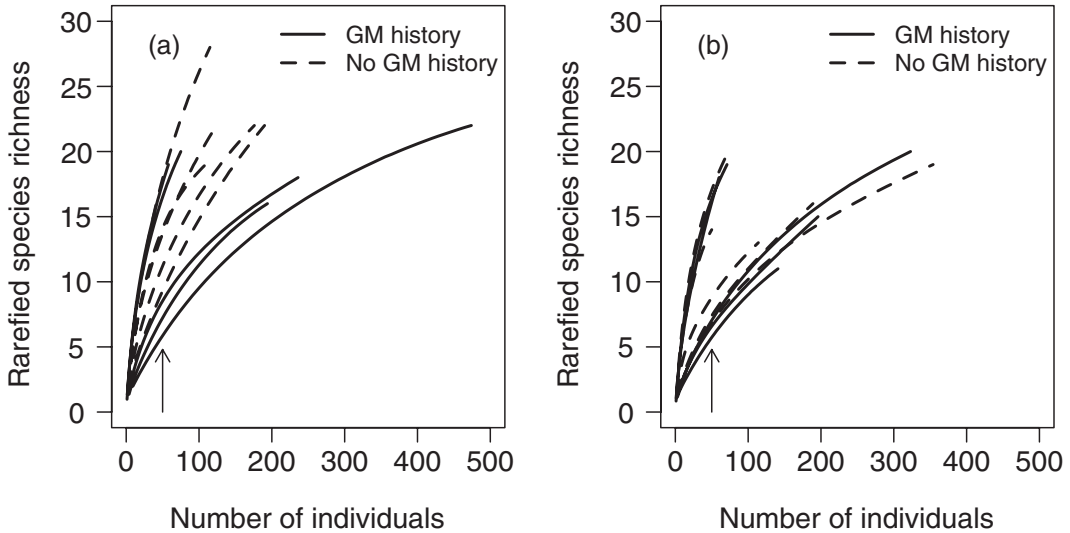 (a)
GM history
No GM history
Rarefied species richness
30
25
20
15
10
5
0
0 100 200 300 400 500
Number of individuals
(b)
GM history
No GM history
Rarefied species richness
30
25
20
15
10
5
0
0 100 200 300 400 500
Number of individuals